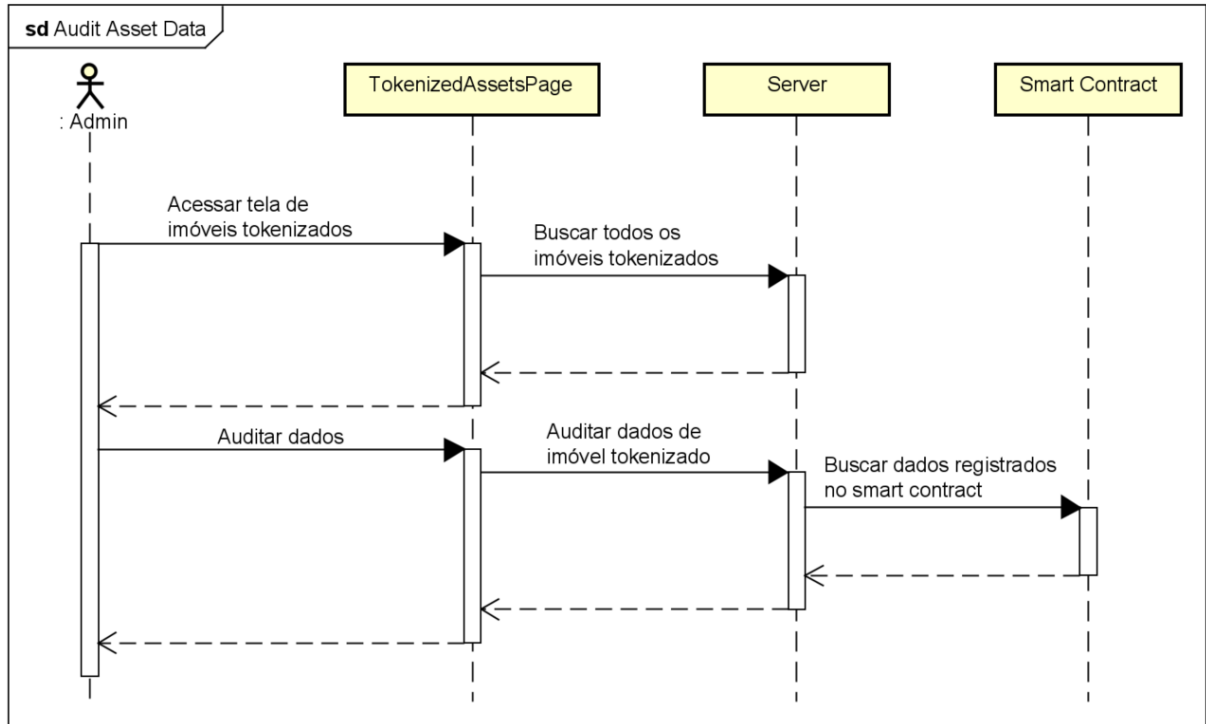 sd Audit Asset Data
: Admin
TokenizedAssetsPage
Server
Smart Contract
Acessar tela de
imóveis tokenizados
Buscar todos os
imóveis tokenizados
Auditar dados
Auditar dados de
imóvel tokenizado
Buscar dados registrados
no smart contract